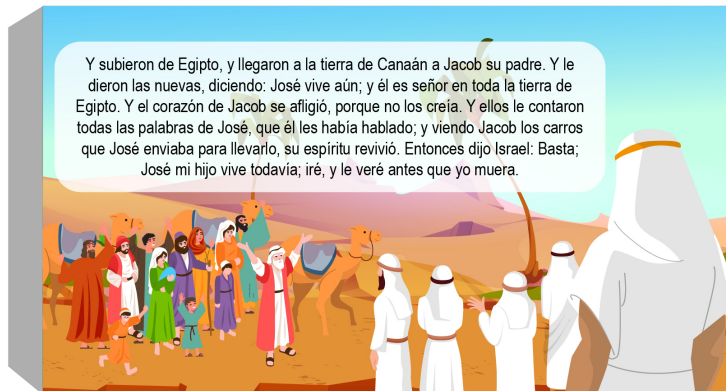 Y subieron de Egipto, y llegaron a la tierra de Canaán a Jacob su padre. Y le
dieron las nuevas, diciendo: José vive aún; y él es señor en toda la tierra de
Egipto. Y el corazón de Jacob se afligió, porque no los creía. Y ellos le contaron
todas las palabras de José, que él les había hablado; y viendo Jacob los carros
que José enviaba para llevarlo, su espíritu revivió. Entonces dijo Israel: Basta;
José mi hijo vive todavía; iré, y le veré antes que yo muera.